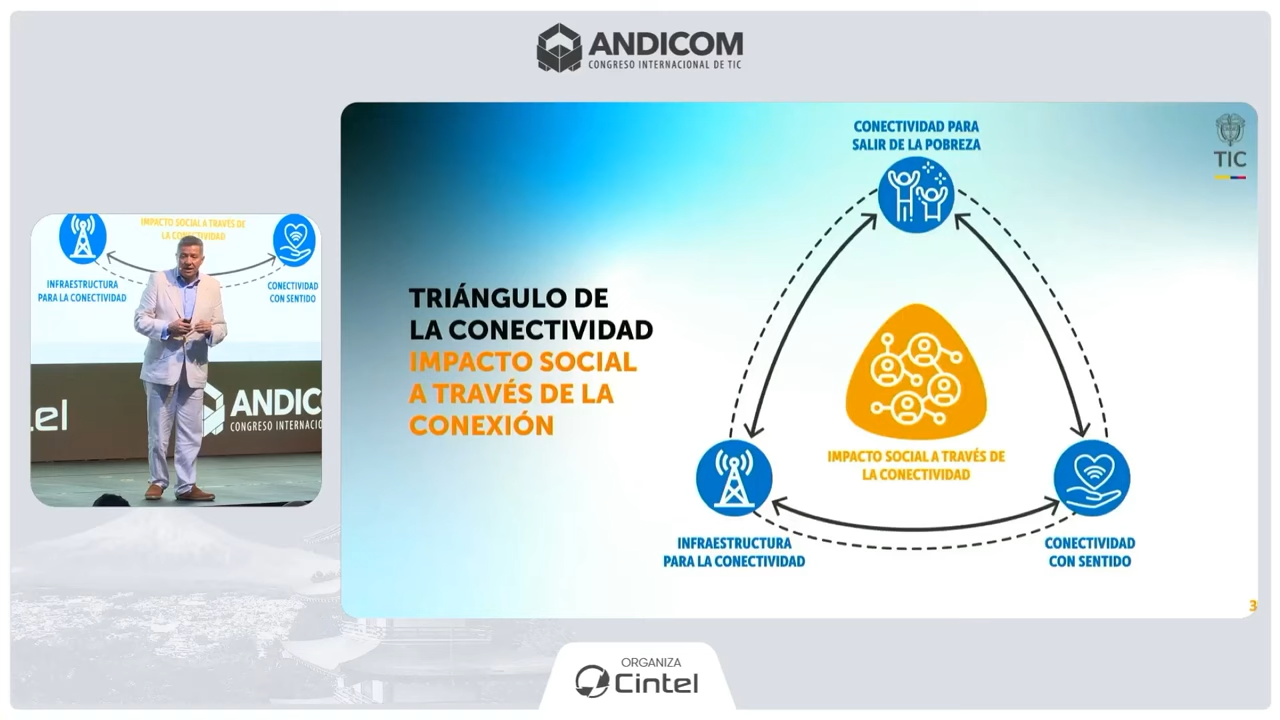 ANDICOM
CONGRESO INTERNACIONAL DE TIC
CONECTIVIDAD PARA
SALIR DE LA POBREZA
TIC
TRIÁNGULO DE
LA CONECTIVIDAD
IMPACTO SOCIAL
A TRAVÉS DE LA
CONEXIÓN
IMPACTO SOCIAL A TRAVÉS DE
LA CONECTIVIDAD
INFRAESTRUCTURA
PARA LA CONECTIVIDAD
CONECTIVIDAD
CON SENTIDO
3
IMPACTO SOCIAL A TRAVÉS DE
LA CONECTIVIDAD
INFRAESTRUCTURA
PARA LA CONECTIVIDAD
CONECTIVIDAD
CON SENTIDO
ntel
ANDIC
CONGRESO INTERNACIO
ORGANIZA
Cintel